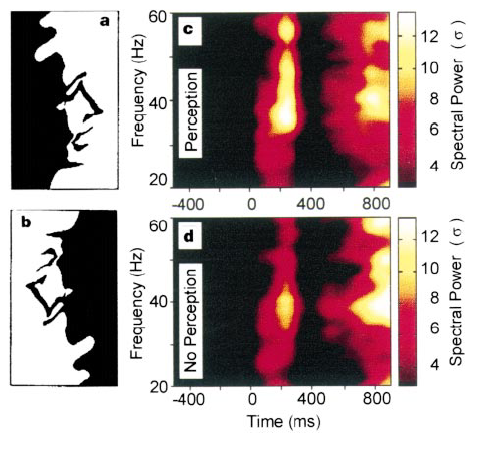 a
b
c
60
40
20
Frequency (Hz)
Perception
-400
0
400
800
12
10
8
6
4
Spectral Power ( σ )
d
60
40
20
Frequency (Hz)
No Perception
-400
0
400
800
Time (ms)
12
10
8
6
4
Spectral Power ( σ )